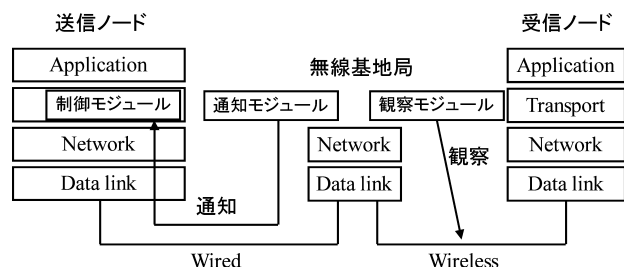 送信ノード
受信ノード
無線基地局
Application
制御モジュール
Network
Data link
通知モジュール
観察モジュール
Network
Data link
Application
Transport
Network
Data link
通知
観察
Wired
Wireless